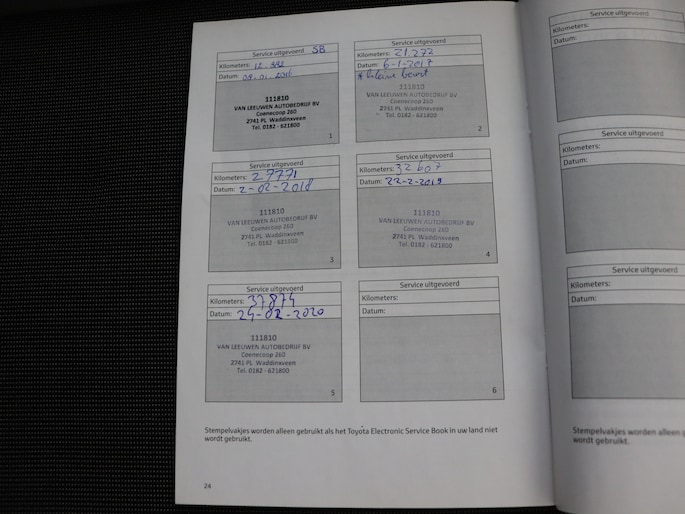 Service uitgevoerd SB
Kilometers: 12.382
Datum: 08-01-2016
111810
VAN LEEUWEN AUTOBEDRIJF BV
Coenecoop 260
2741 PL Waddinxveen
Tel. 0182 - 621800
1
Service uitgevoerd
Kilometers: 21.272
Datum: 6-1-2017
* kleine beurt
111810
VAN LEEUWEN AUTOBEDRIJF BV
Coenecoop 260
2741 PL Waddinxveen
Tel. 0182 - 621800
2
Service uitgevoerd
Kilometers: 27771
Datum: 2-02-2018
111810
VAN LEEUWEN AUTOBEDRIJF BV
Coenecoop 260
2741 PL Waddinxveen
Tel. 0182 - 621800
3
Service uitgevoerd
Kilometers: 32607
Datum: 22-2-2019
111810
VAN LEEUWEN AUTOBEDRIJF BV
Coenecoop 260
2741 PL Waddinxveen
Tel. 0182 - 621800
4
Service uitgevoerd
Kilometers: 37874
Datum: 24-02-2020
111810
VAN LEEUWEN AUTOBEDRIJF BV
Coenecoop 260
2741 PL Waddinxveen
Tel. 0182 - 621800
5
Service uitgevoerd
Kilometers:
Datum:
6
Stempelvakjes worden alleen gebruikt als het Toyota Electronic Service Book in uw land niet
wordt gebruikt.
24
Service uitgevoerd
Kilometers:
Datum:
Service uitgevoerd
Kilometers:
Datum:
Service uitgevoerd
Kilometers:
Datum:
Stempelvakjes worden alleen
wordt gebruikt.